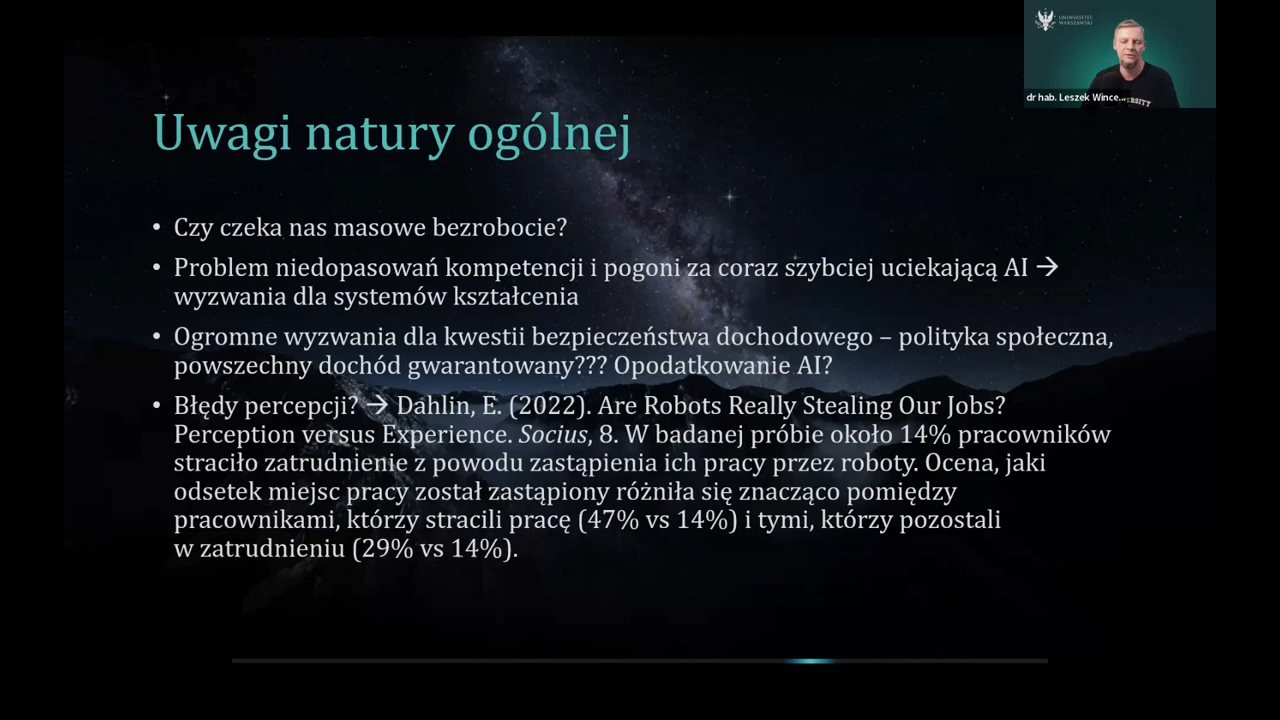 UNIWERSYTET
WARSZAWSKI
dr hab. Leszek Wince...
ERSITY
Uwagi natury ogólnej
• Czy czeka nas masowe bezrobocie?
• Problem niedopasowań kompetencji i pogoni za coraz szybciej uciekającą AI →
wyzwania dla systemów kształcenia
• Ogromne wyzwania dla kwestii bezpieczeństwa dochodowego – polityka społeczna,
powszechny dochód gwarantowany??? Opodatkowanie AI?
• Błędy percepcji? → Dahlin, E. (2022). Are Robots Really Stealing Our Jobs?
Perception versus Experience. Socius, 8. W badanej próbie około 14% pracowników
straciło zatrudnienie z powodu zastąpienia ich pracy przez roboty. Ocena, jaki
odsetek miejsc pracy został zastąpiony różniła się znacząco pomiędzy
pracownikami, którzy stracili pracę (47% vs 14%) i tymi, którzy pozostali
w zatrudnieniu (29% vs 14%).